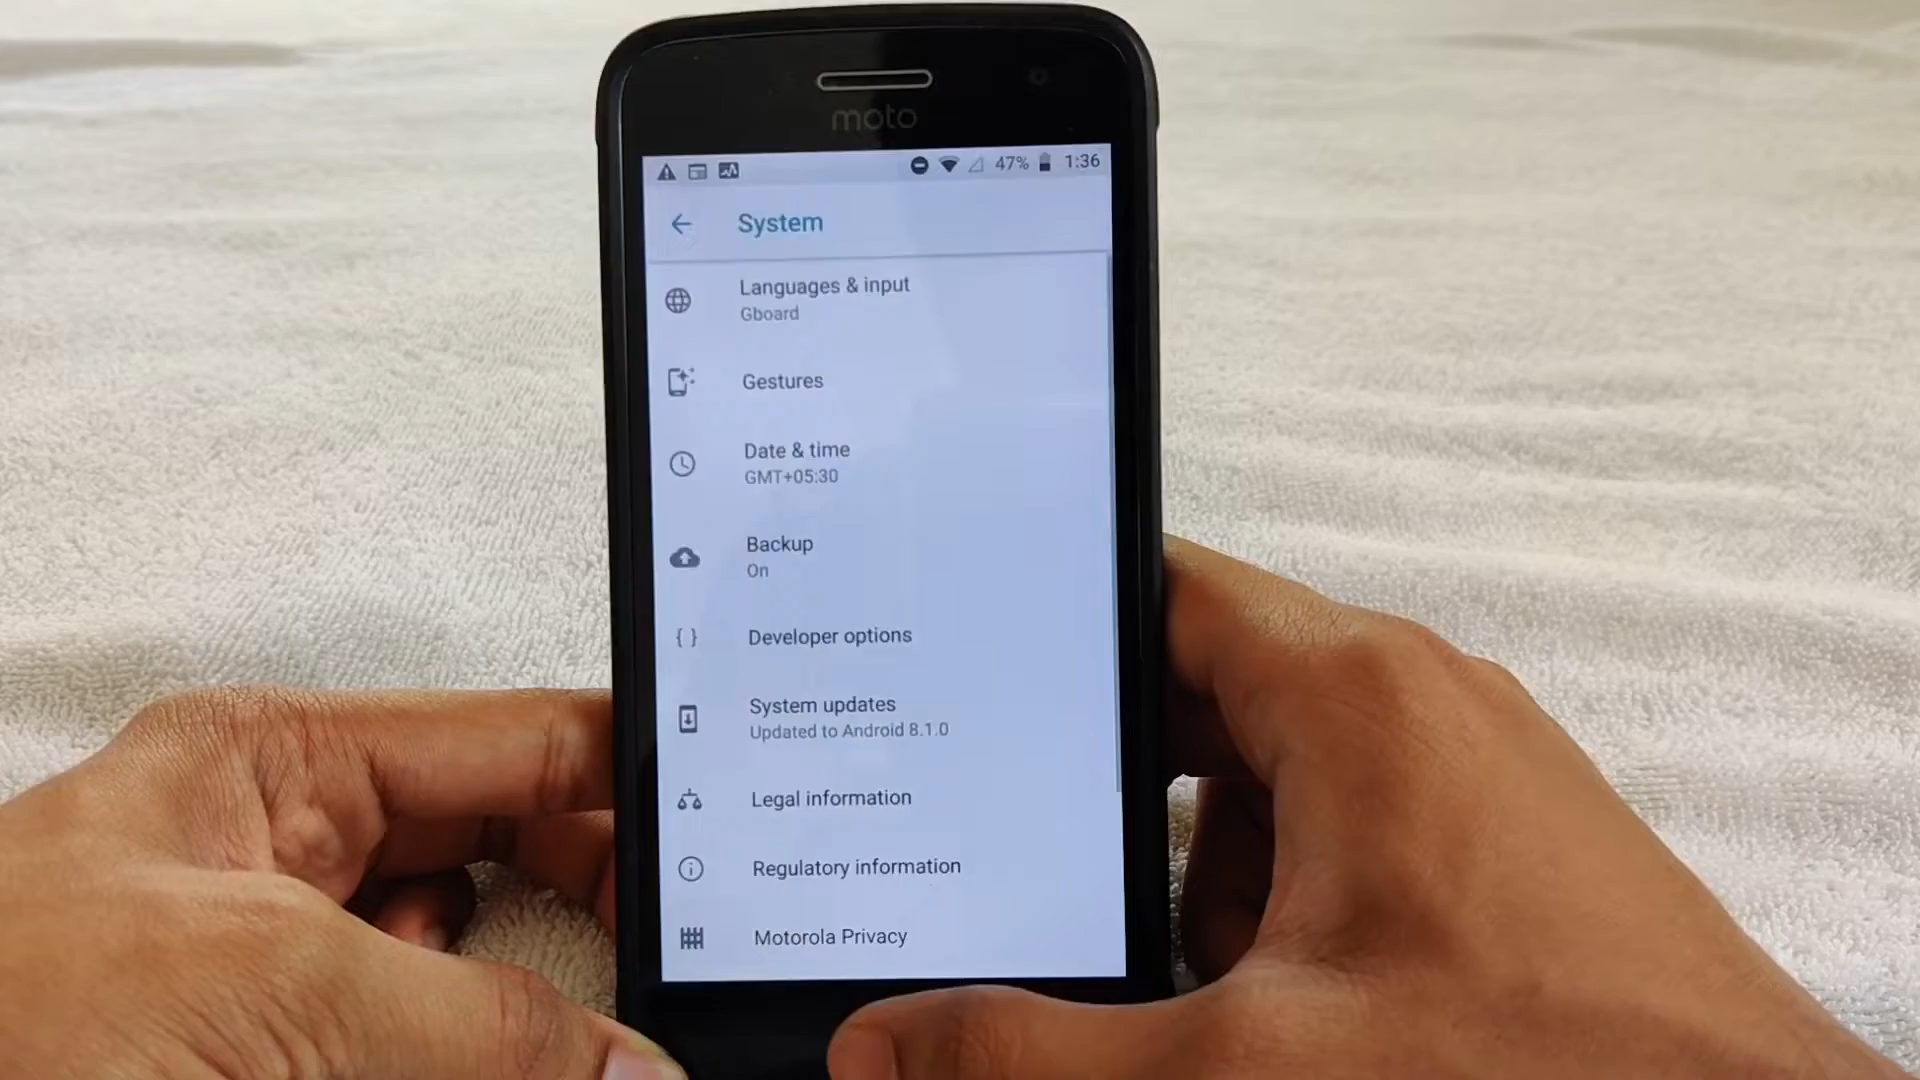 moto
47% 1:36
System
Languages & input
Gboard
Gestures
Date & time
GMT+05:30
Backup
On
Developer options
System updates
Updated to Android 8.1.0
Legal information
Regulatory information
Motorola Privacy